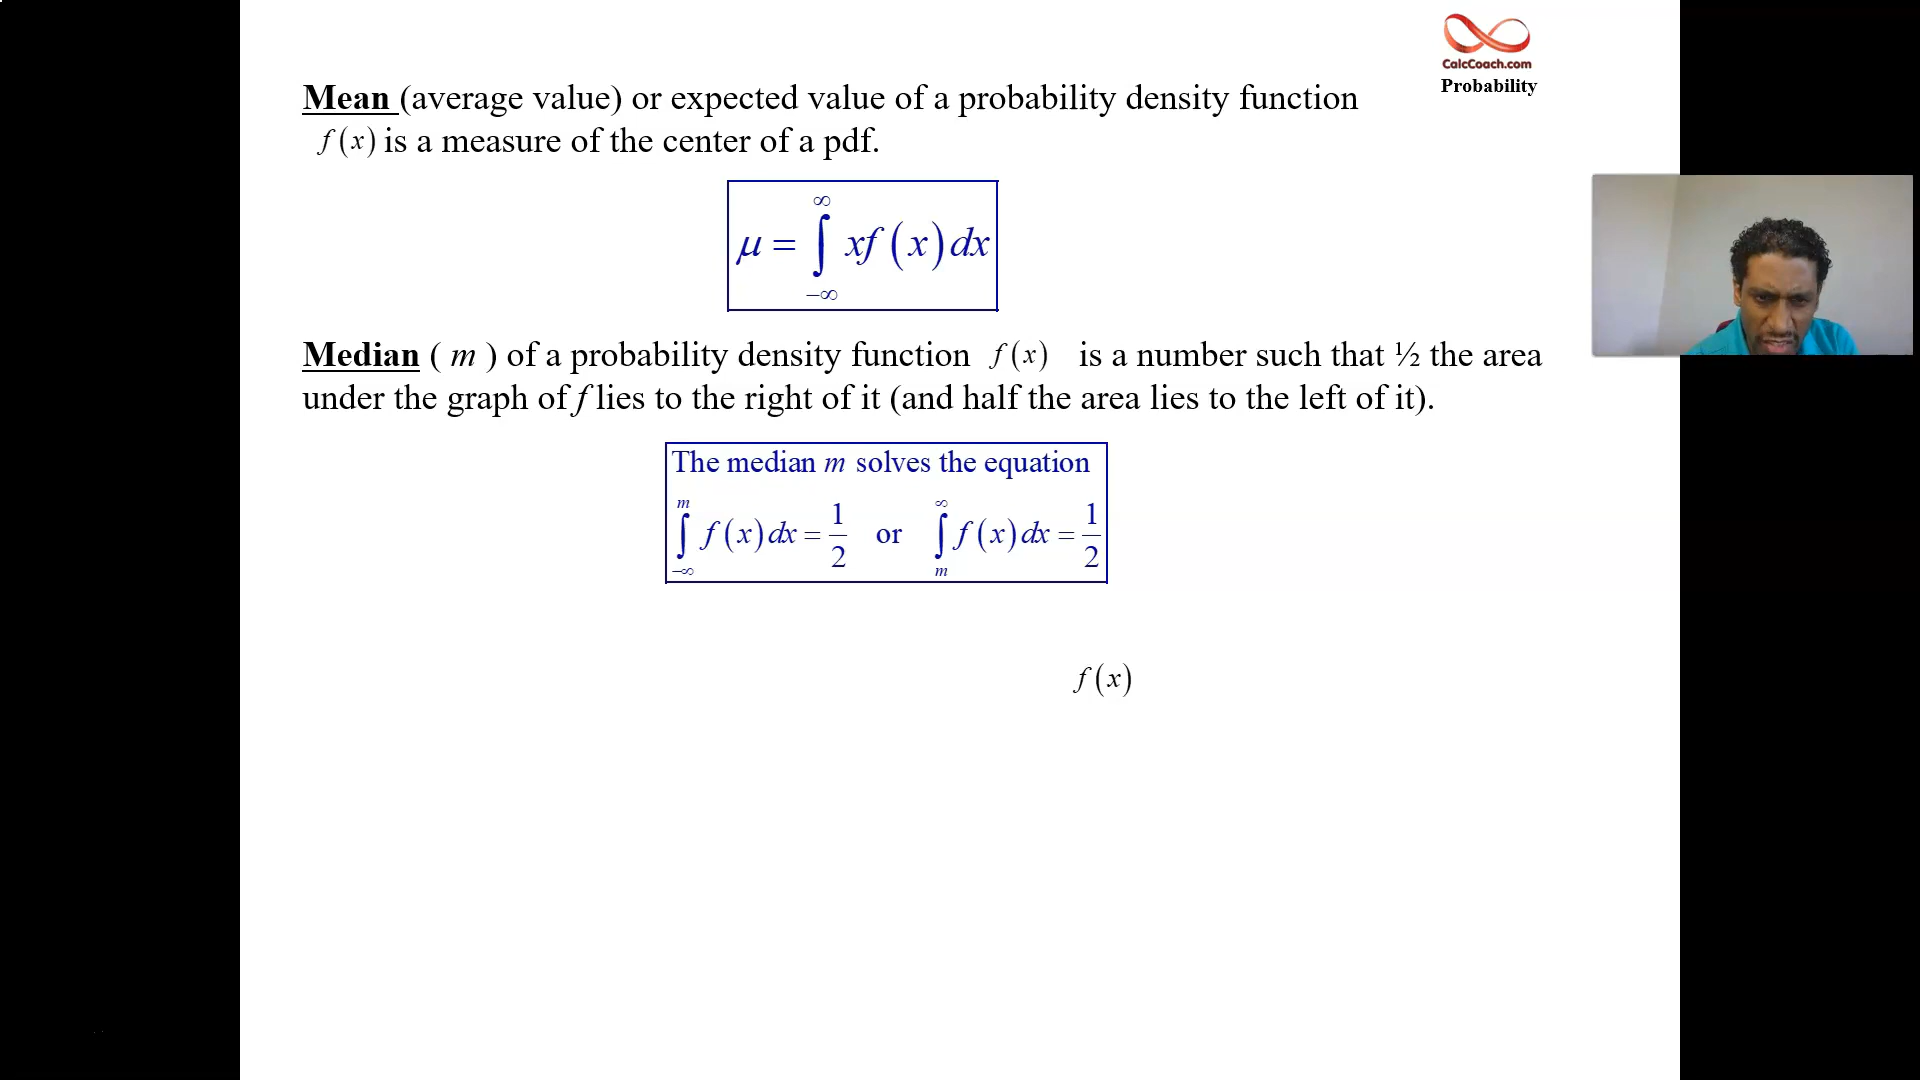 CalcCoach.com
Probability
Mean (average value) or expected value of a probability density function
f(x) is a measure of the center of a pdf.
μ = ∫_{-∞}^{∞} xf(x)dx
Median ( m ) of a probability density function f(x) is a number such that ½ the area
under the graph of f lies to the right of it (and half the area lies to the left of it).
The median m solves the equation
∫_{-∞}^{m} f(x)dx = 1/2 or ∫_{m}^{∞} f(x)dx = 1/2
f(x)